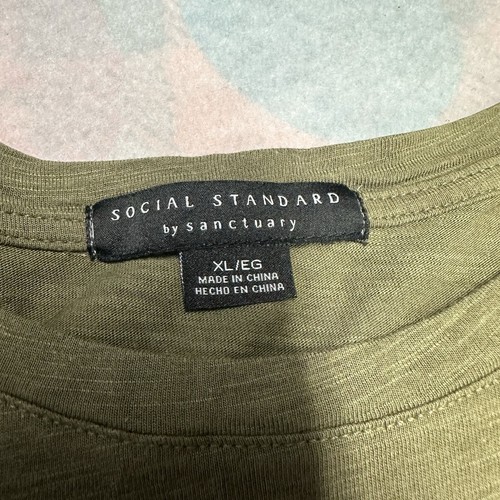 SOCIAL STANDARD
by sanctuary
XL/EG
MADE IN CHINA
HECHO EN CHINA